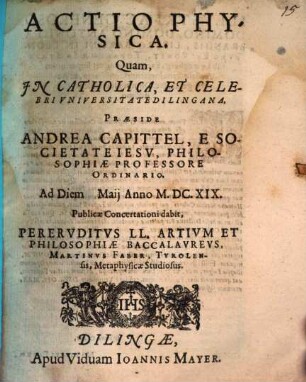 15
ACTIO PHY-
SICA.
Quam,
IN CATHOLICA, ET CELE-
BRI VNIVERSITATE DILINGANA,
PRÆSIDE
ANDREA CAPITTEL, E SO-
CIETATE IESV, PHILO-
SOPHIÆ PROFESSORE
ORDINARIO.
Ad Diem Maij Anno M. DC. XIX.
Publicæ Concertationi dabit,
PERERVDITVS LL. ARTIVM ET
PHILOSOPHIÆ BACCALAVREVS,
MARTINVS FABER, TYROLEN-
sis, Metaphysicæ Studiosus.
IHS
DILINGÆ,
Apud Viduam IOANNIS MAYER.